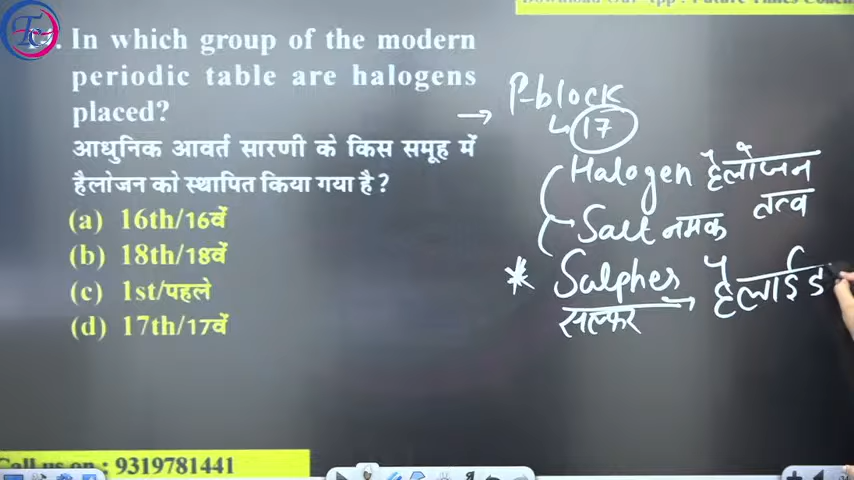 In which group of the modern
periodic table are halogens
placed?
आधुनिक आवर्त सारणी के किस समूह में
हैलोजन को स्थापित किया गया है ?
(a) 16th/16वें
(b) 18th/18वें
(c) 1st/पहले
(d) 17th/17वें
P-block
17
Halogen हैलोजन
तत्व
Salt नमक
Sulpher हैलाईड
सल्फर
Call us on : 9319781441